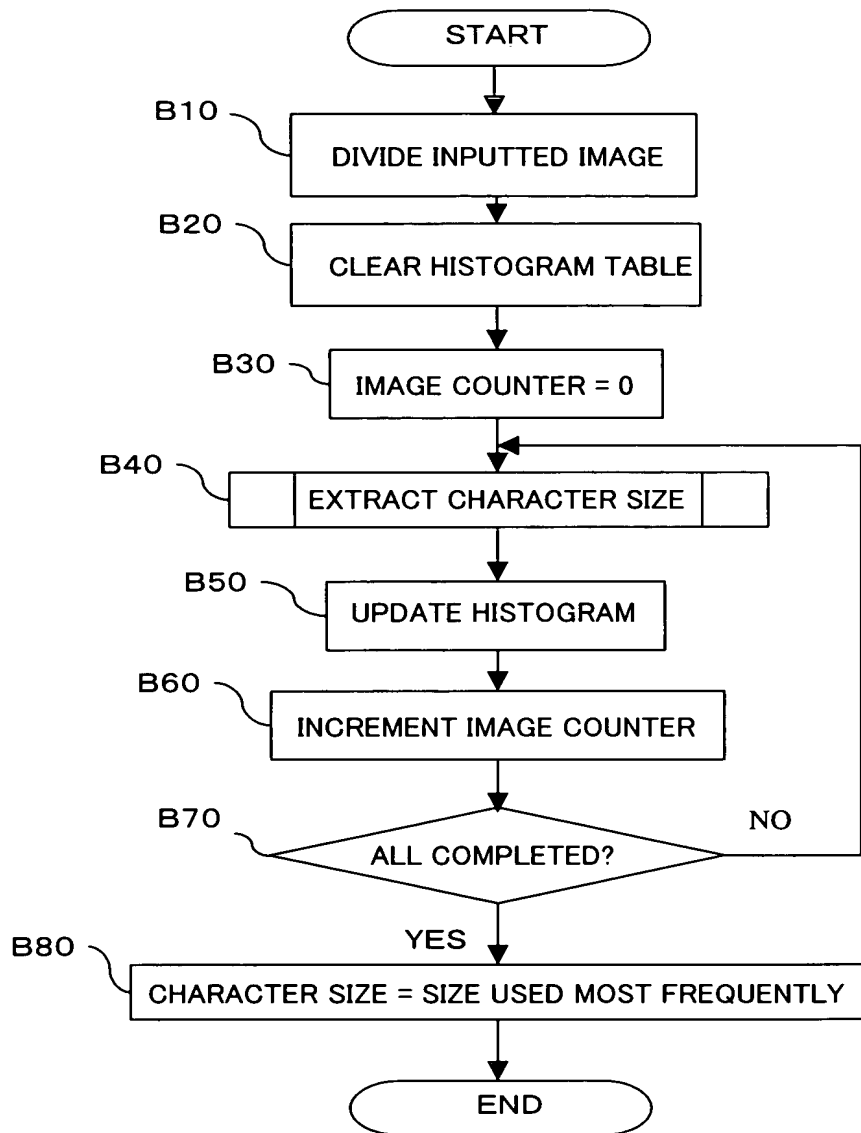 START
B10
DIVIDE INPUTTED IMAGE
B20
CLEAR HISTOGRAM TABLE
B30
IMAGE COUNTER = 0
B40
EXTRACT CHARACTER SIZE
B50
UPDATE HISTOGRAM
B60
INCREMENT IMAGE COUNTER
B70
ALL COMPLETED?
NO
YES
B80
CHARACTER SIZE = SIZE USED MOST FREQUENTLY
END